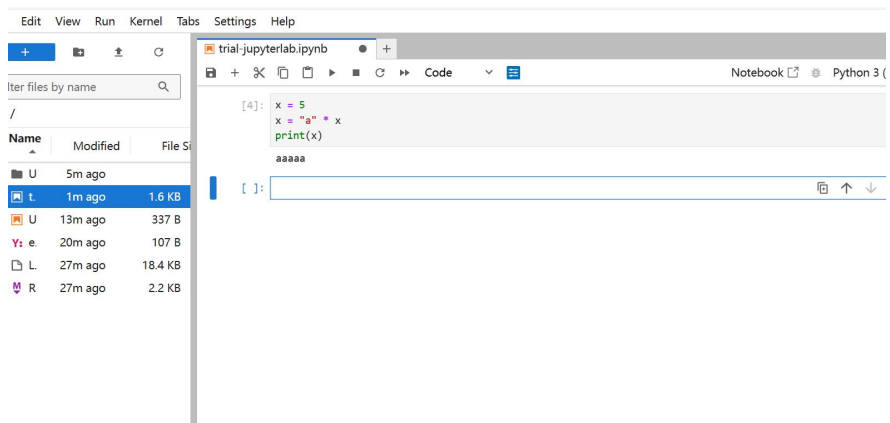 Edit View Run Kernel Tabs Settings Help
trial-jupyterlab.ipynb
lter files by name
Code
Notebook
Python 3 (
/
Name Modified File Si
U 5m ago
t. 1m ago 1.6 KB
U 13m ago 337 B
Y: e. 20m ago 107 B
L. 27m ago 18.4 KB
M R 27m ago 2.2 KB
[4]: x = 5
x = "a" * x
print(x)
aaaaa
[ ]: